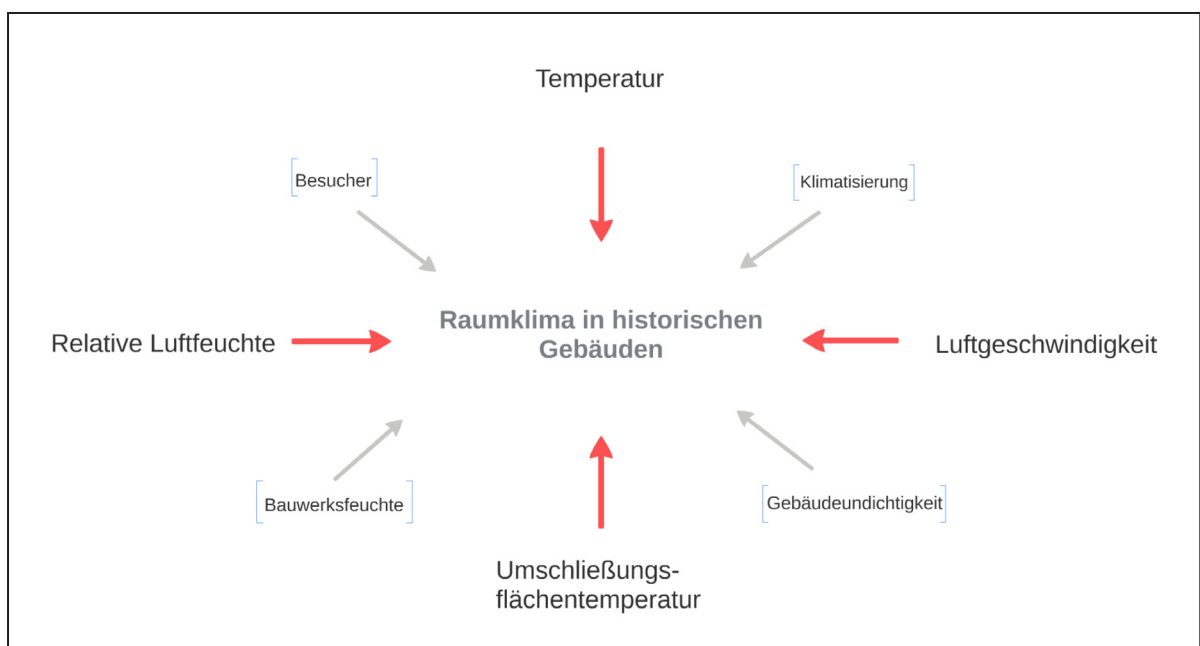 Temperatur
Besucher
Klimatisierung
Raumklima in historischen
Gebäuden
Relative Luftfeuchte
Luftgeschwindigkeit
Bauwerksfeuchte
Gebäudeundichtigkeit
Umschließungs-
flächentemperatur